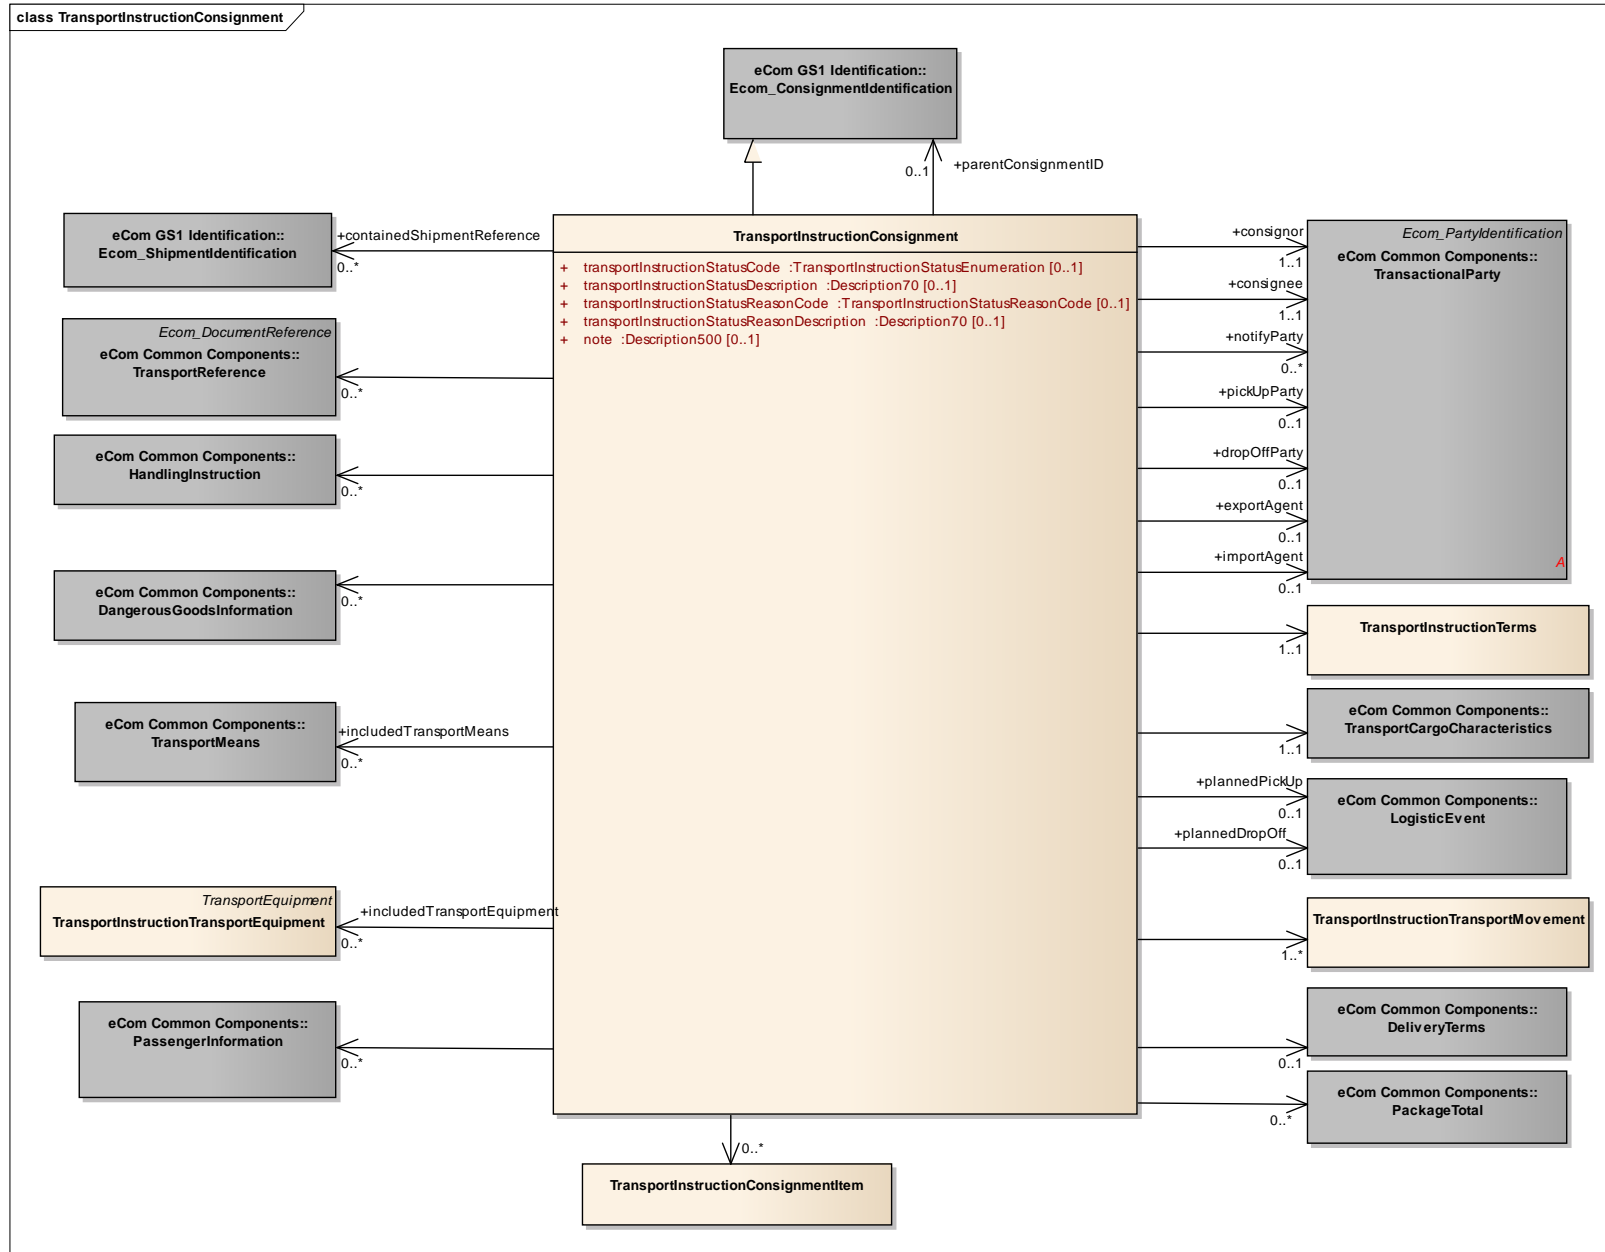 class TransportInstructionConsignment
eCom GS1 Identification::
Ecom_ConsignmentIdentification
0..1
+parentConsignmentID
TransportInstructionConsignment
+ transportInstructionStatusCode :TransportInstructionStatusEnumeration [0..1]
+ transportInstructionStatusDescription :Description70 [0..1]
+ transportInstructionStatusReasonCode :TransportInstructionStatusReasonCode [0..1]
+ transportInstructionStatusReasonDescription :Description70 [0..1]
+ note :Description500 [0..1]
eCom GS1 Identification::
Ecom_ShipmentIdentification
+containedShipmentReference
0..*
Ecom_DocumentReference
eCom Common Components::
TransportReference
0..*
eCom Common Components::
HandlingInstruction
0..*
eCom Common Components::
DangerousGoodsInformation
0..*
eCom Common Components::
TransportMeans
+includedTransportMeans
0..*
TransportEquipment
TransportInstructionTransportEquipment
+includedTransportEquipment
0..*
eCom Common Components::
PassengerInformation
0..*
+consignor
1..1
+consignee
1..1
+notifyParty
0..*
+pickUpParty
0..1
+dropOffParty
0..1
+exportAgent
0..1
+importAgent
0..1
Ecom_PartyIdentification
eCom Common Components::
TransactionalParty
A
TransportInstructionTerms
1..1
eCom Common Components::
TransportCargoCharacteristics
1..1
+plannedPickUp
0..1
+plannedDropOff
0..1
eCom Common Components::
LogisticEvent
TransportInstructionTransportMovement
1..*
eCom Common Components::
DeliveryTerms
0..1
eCom Common Components::
PackageTotal
0..*
0..*
TransportInstructionConsignmentItem